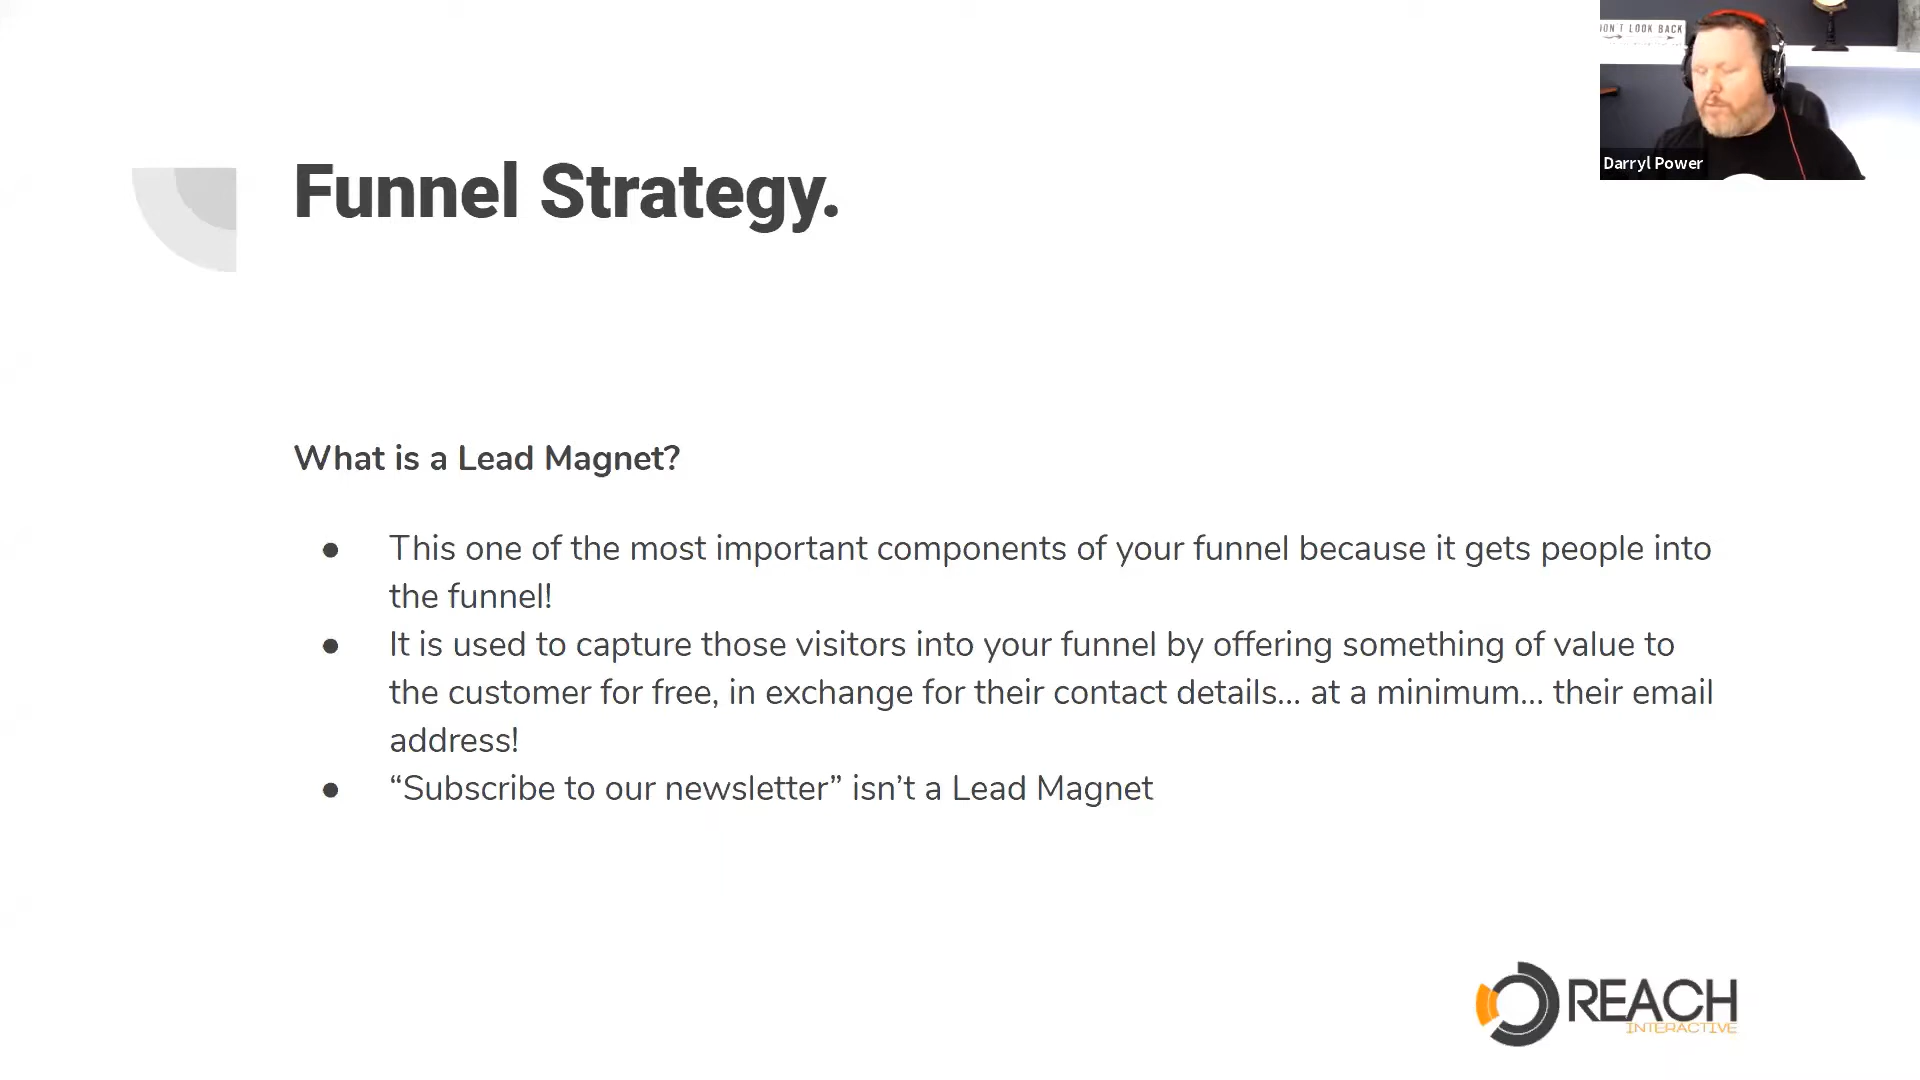 ON'T LOOK BACK
Darryl Power
Funnel Strategy.
What is a Lead Magnet?
● This one of the most important components of your funnel because it gets people into
the funnel!
● It is used to capture those visitors into your funnel by offering something of value to
the customer for free, in exchange for their contact details... at a minimum... their email
address!
● “Subscribe to our newsletter” isn’t a Lead Magnet
REACH
INTERACTIVE